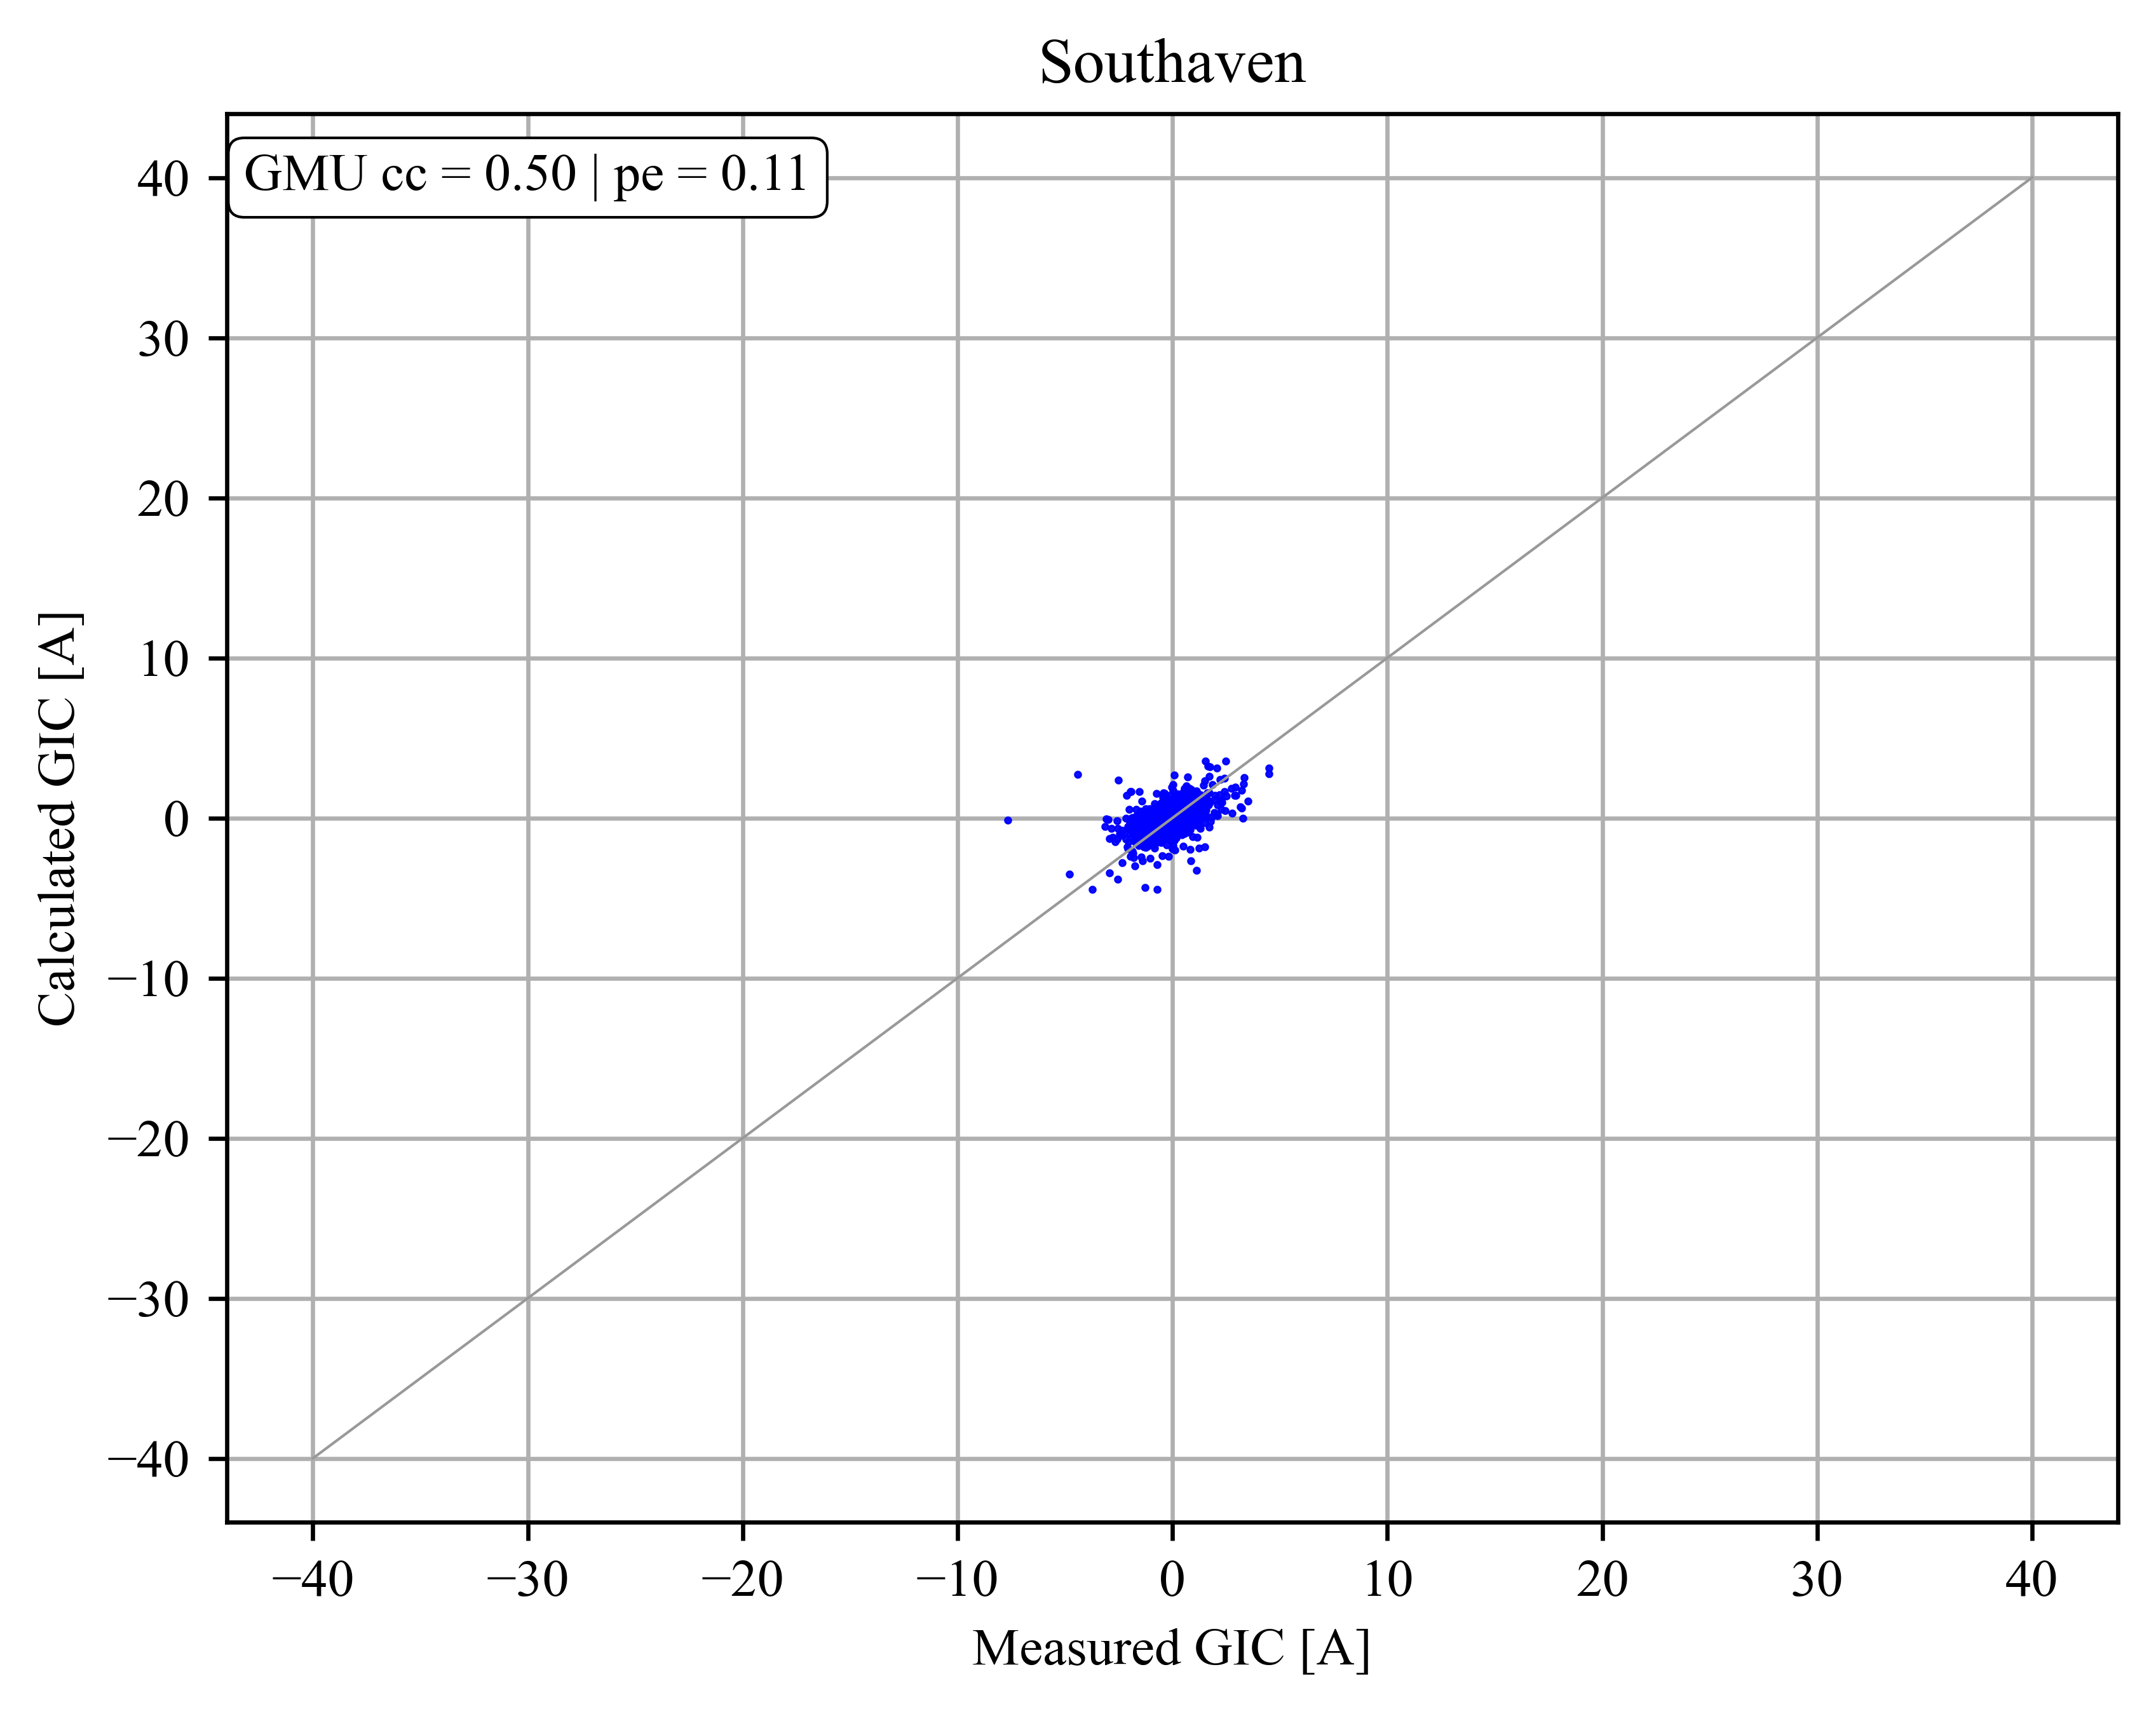 Southaven
GMU cc = 0.50 | pe = 0.11
40
30
20
10
0
−10
−20
−30
−40
Calculated GIC [A]
−40 −30 −20 −10 0 10 20 30 40
Measured GIC [A]